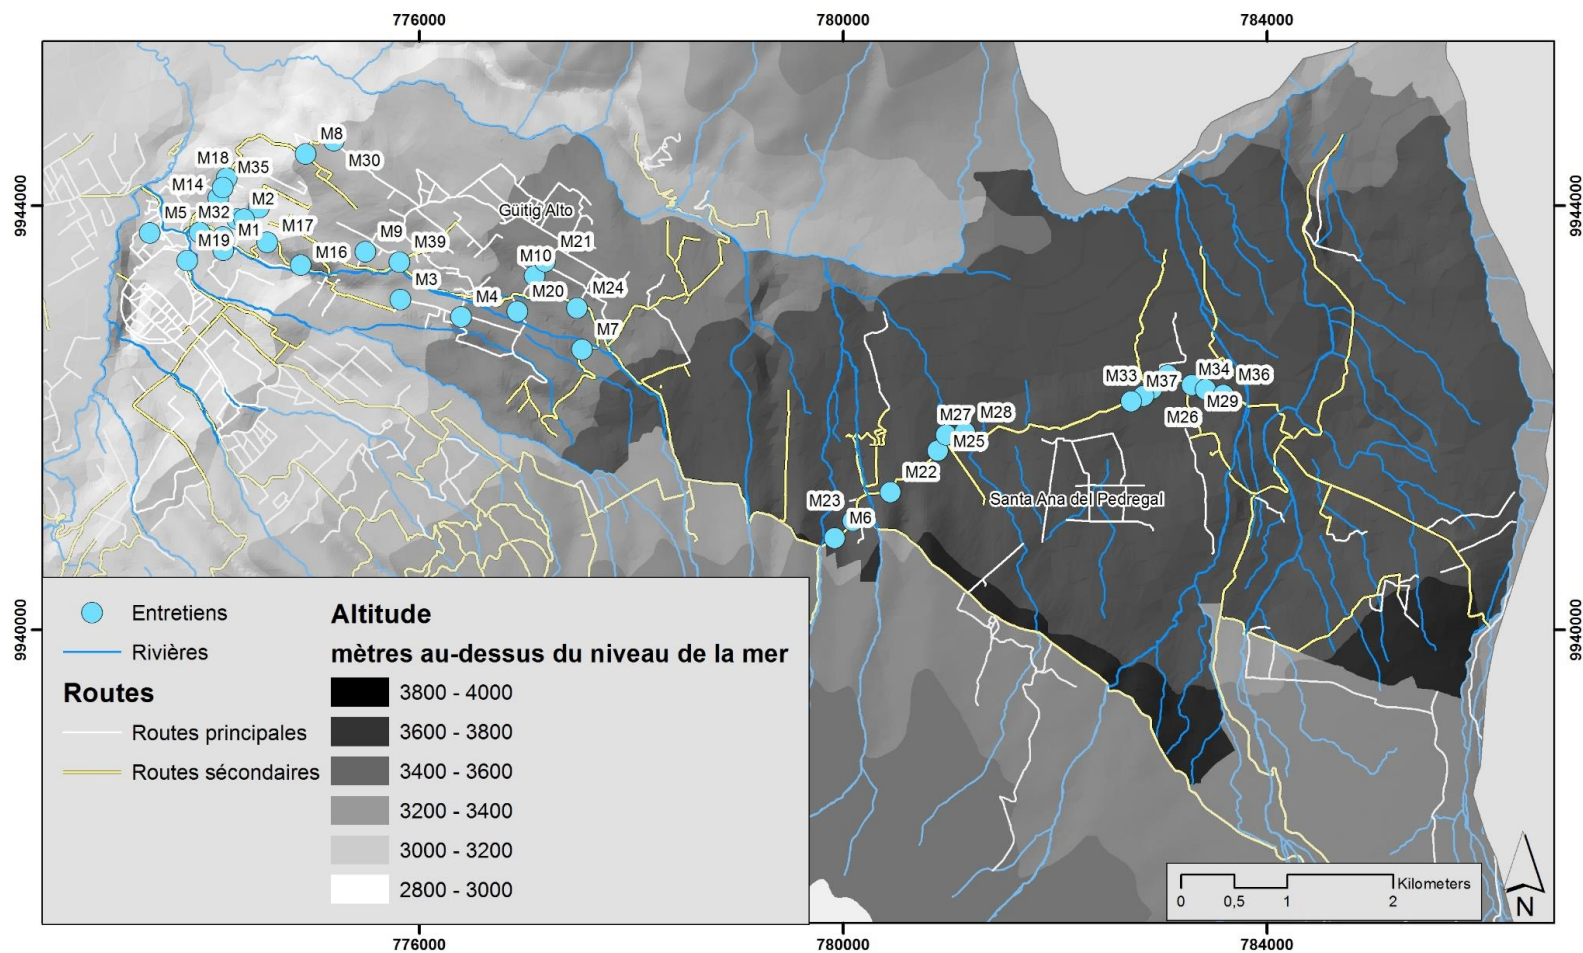 776000
780000
784000
9944000
9944000
M8
M18
M35
M30
M14
M2
M5
M32
M17
M1
M19
M16
M9
M39
M3
Güitig Alto
M21
M10
M4
M20
M24
M7
M33
M37
M34
M36
M29
M26
M27
M28
M25
M22
M23
M6
Santa Ana del Pedregal
9940000
9940000
Entretiens
Rivières
Routes
Routes principales
Routes sécondaires
Altitude
mètres au-dessus du niveau de la mer
3800 - 4000
3600 - 3800
3400 - 3600
3200 - 3400
3000 - 3200
2800 - 3000
Kilometers
0 0,5 1 2
N
776000
780000
784000